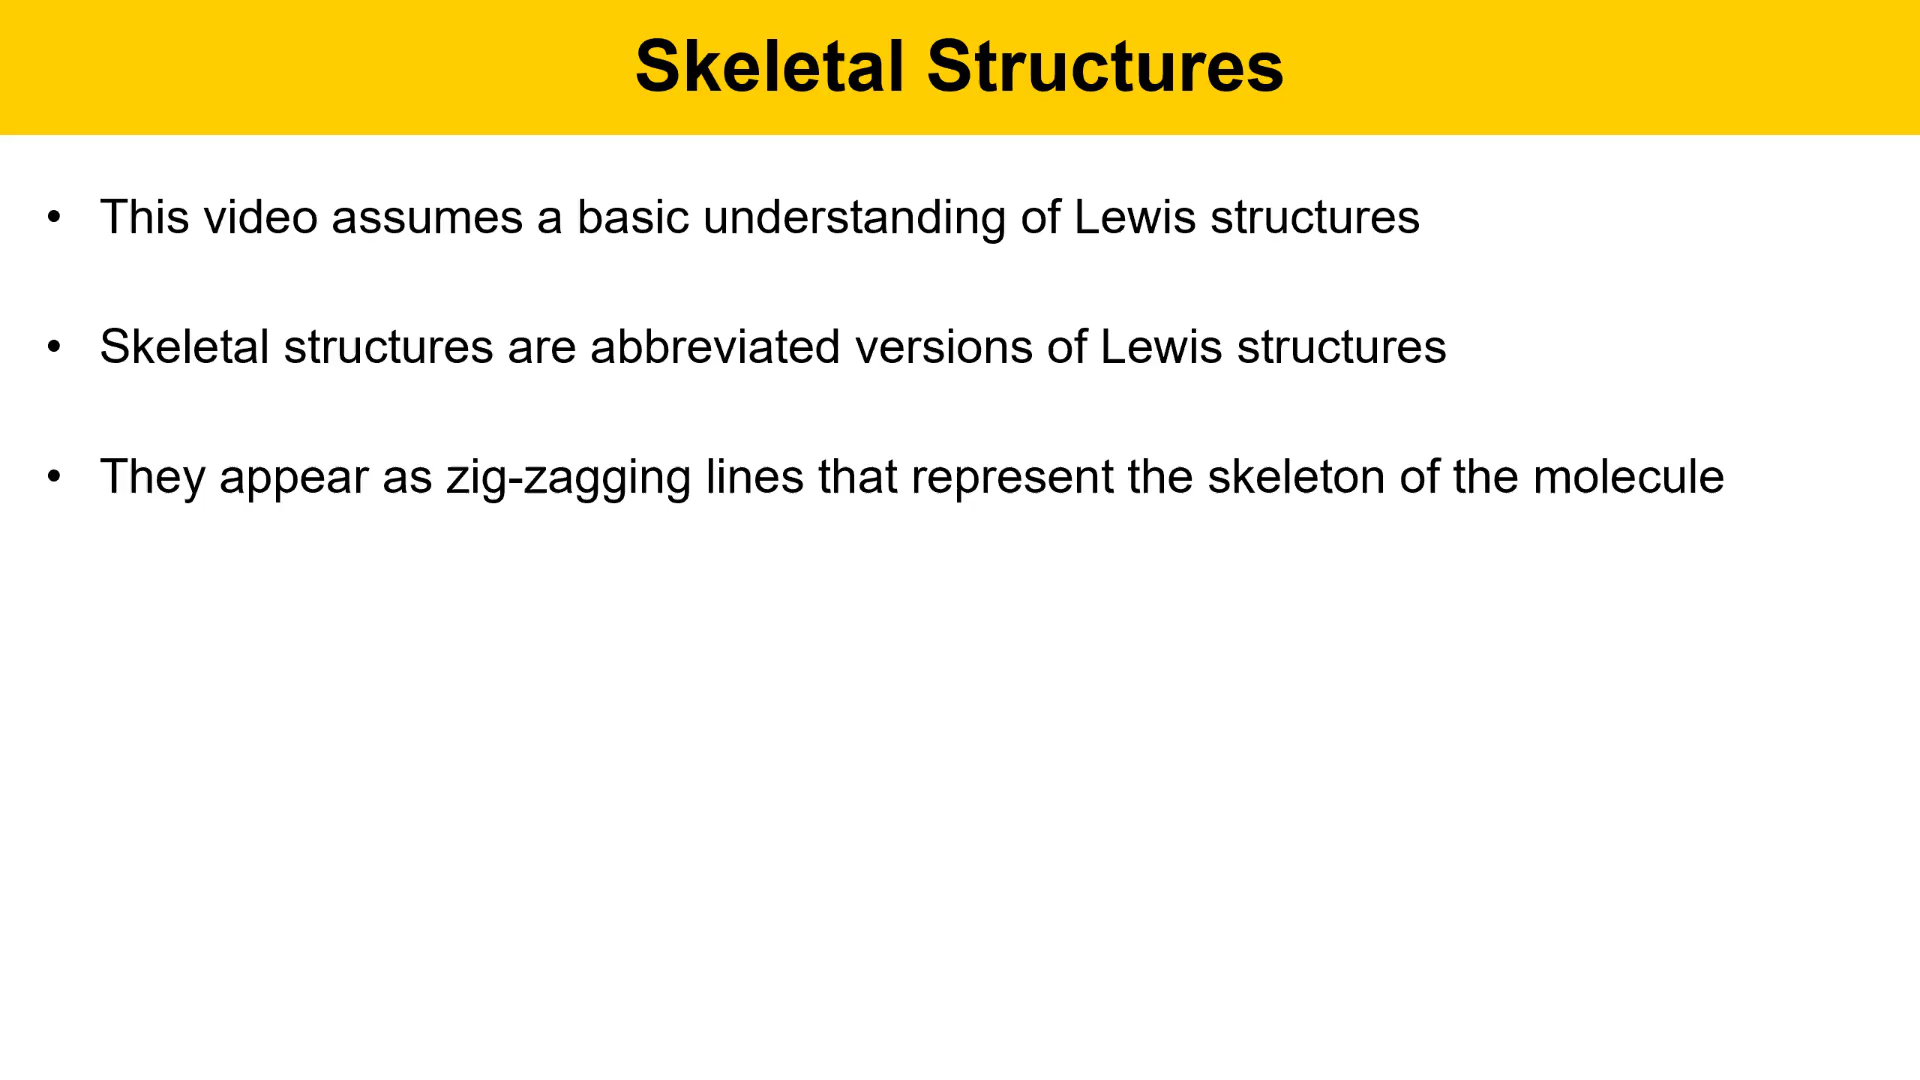 Skeletal Structures
• This video assumes a basic understanding of Lewis structures
• Skeletal structures are abbreviated versions of Lewis structures
• They appear as zig-zagging lines that represent the skeleton of the molecule